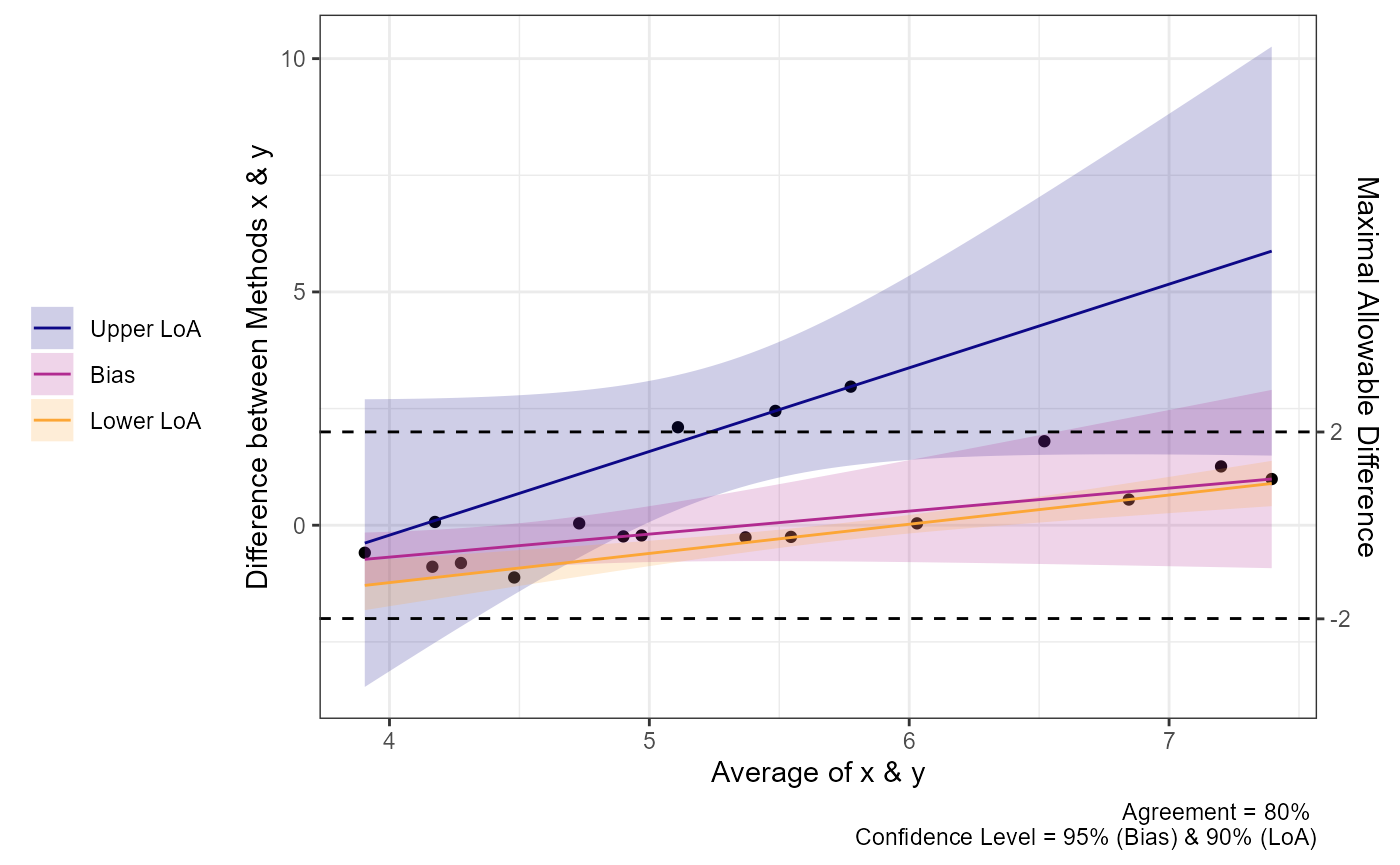 Upper LoA
Bias
Lower LoA
Difference between Methods x & y
10
5
0
4
5
6
7
Average of x & y
2
-2
Maximal Allowable Difference
Agreement = 80%
Confidence Level = 95% (Bias) & 90% (LoA)